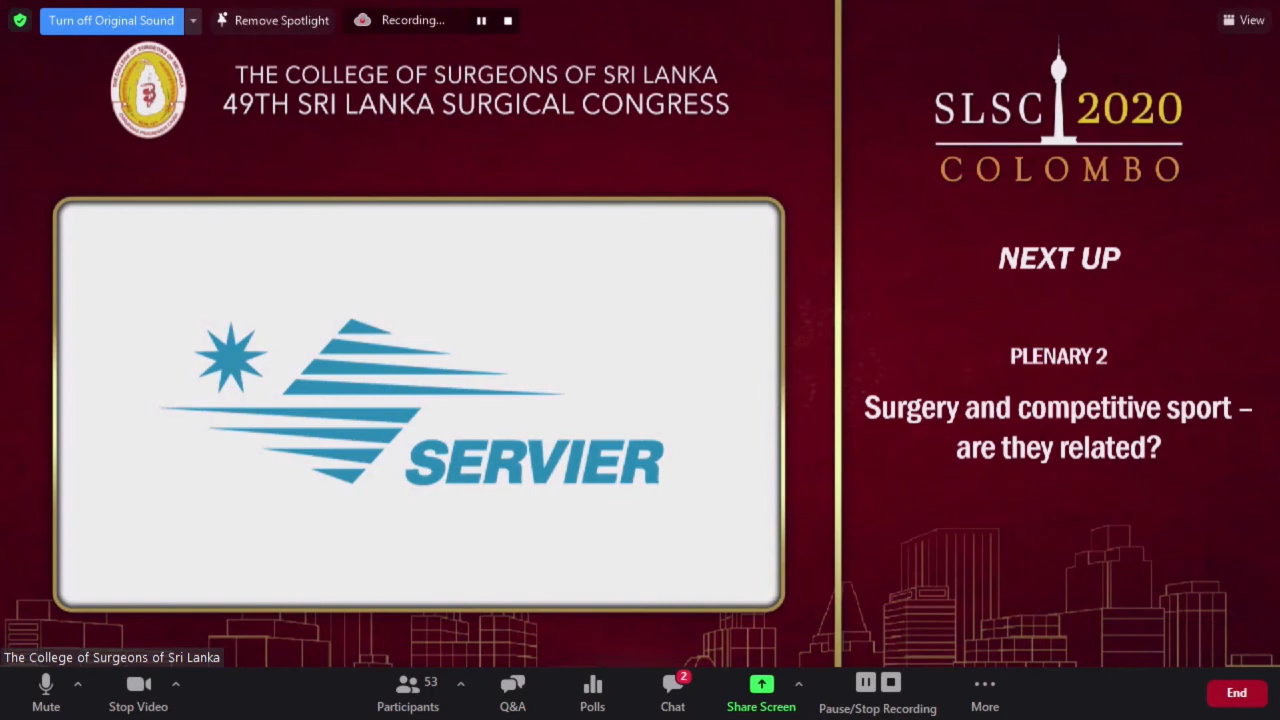 Turn off Original Sound
Remove Spotlight
Recording...
View
THE COLLEGE OF SURGEONS OF SRI LANKA
49TH SRI LANKA SURGICAL CONGRESS
SLSC 2020
COLOMBO
NEXT UP
PLENARY 2
Surgery and competitive sport –
are they related?
SERVIER
The College of Surgeons of Sri Lanka
Mute
Stop Video
53
Participants
Q&A
Polls
2
Chat
Share Screen
Pause/Stop Recording
More
End